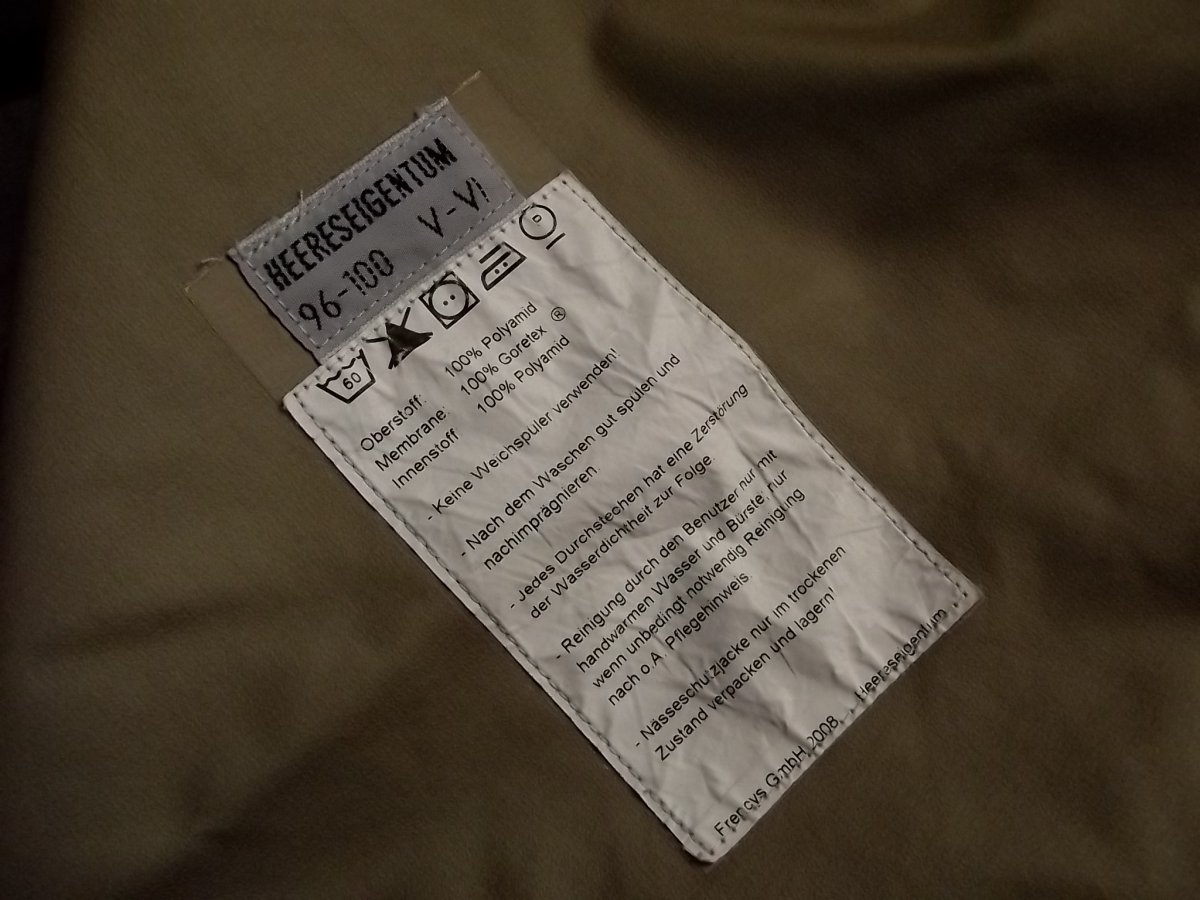 HEERESEIGENTUM
96-100 V-VI
60
P
Oberstoff: 100% Polyamid
Membrane: 100% Goretex ®
Innenstoff 100% Polyamid
- Keine Weichspüler verwenden!
- Nach dem Waschen gut spülen und
nachimprägnieren.
- Jedes Durchstechen hat eine Zerstörung
der Wasserdichtheit zur Folge.
- Reinigung durch den Benutzer nur mit
handwarmen Wasser und Bürste, nur
wenn unbedingt notwendig Reinigung
nach o.A. Pflegehinweis.
- Nässeschutzjacke nur im trockenen
Zustand verpacken und lagern!
GmbH 2008 Heereseigentum